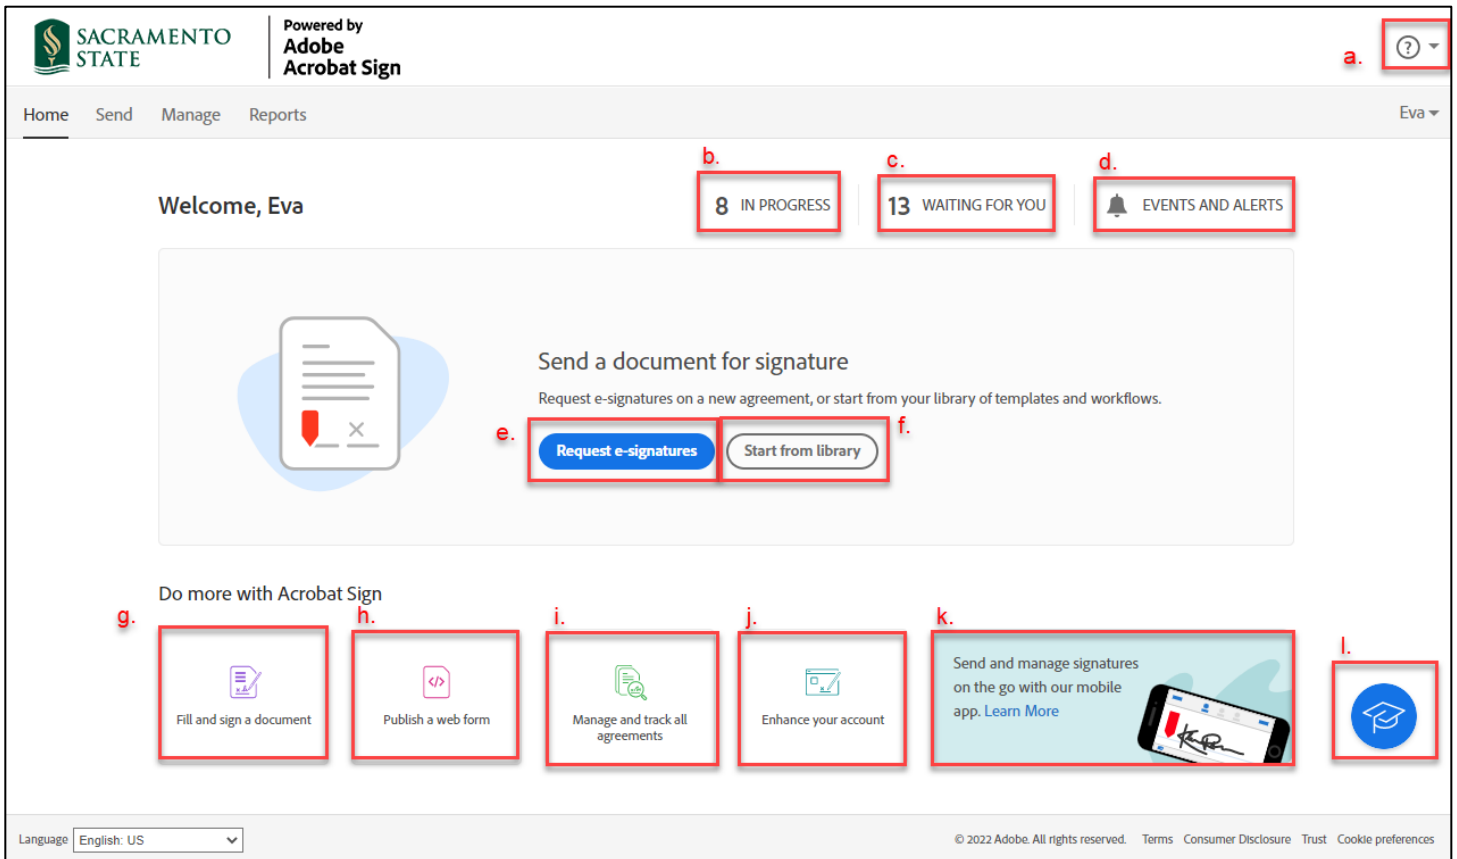 SACRAMENTO
STATE
Powered by
Adobe
Acrobat Sign
a.
?
Home Send Manage Reports
Eva
b.
c.
d.
Welcome, Eva
8 IN PROGRESS
13 WAITING FOR YOU
EVENTS AND ALERTS
Send a document for signature
Request e-signatures on a new agreement, or start from your library of templates and workflows.
e.
Request e-signatures
f.
Start from library
Do more with Acrobat Sign
g.
h.
i.
j.
k.
l.
Fill and sign a document
Publish a web form
Manage and track all
agreements
Enhance your account
Send and manage signatures
on the go with our mobile
app. Learn More
Language English: US
© 2022 Adobe. All rights reserved. Terms Consumer Disclosure Trust Cookie preferences